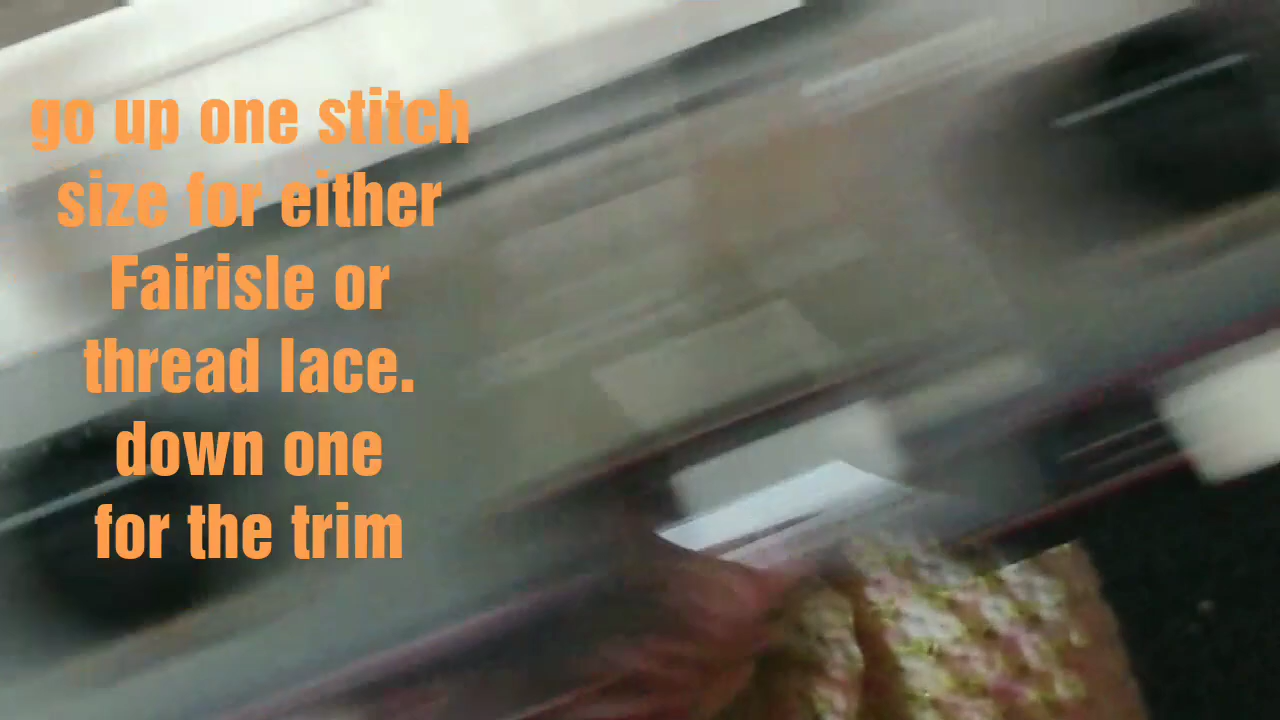 go up one stitch
size for either
Fairisle or
thread lace.
down one
for the trim